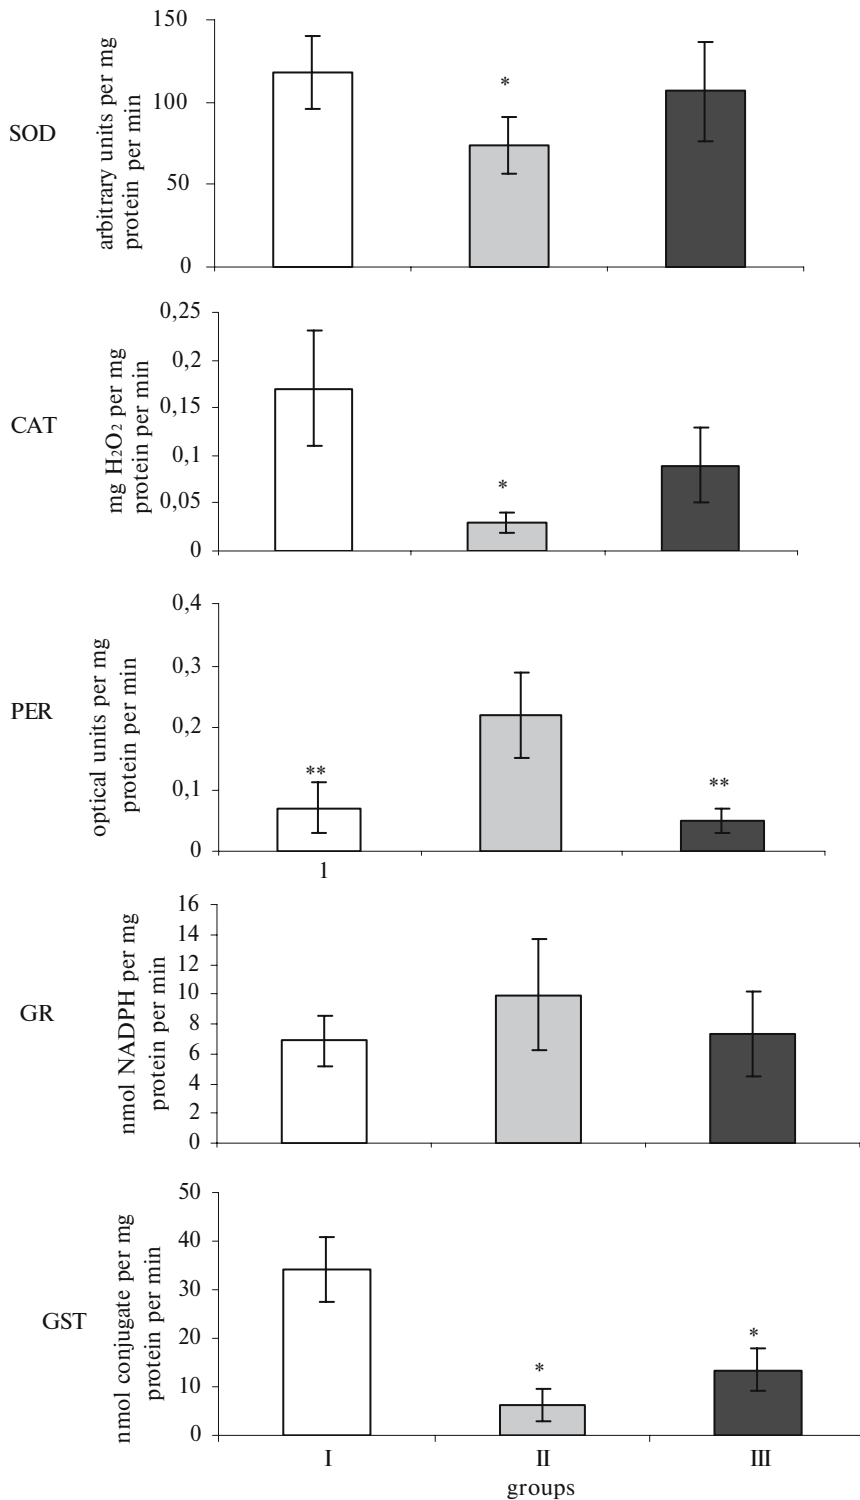 SOD
arbitrary units per mg
protein per min
150
100
50
0
*
CAT
mg H₂O₂ per mg
protein per min
0,25
0,2
0,15
0,1
0,05
0
*
PER
optical units per mg
protein per min
0,4
0,3
0,2
0,1
0
**
**
1
GR
nmol NADPH per mg
protein per min
16
14
12
10
8
6
4
2
0
GST
nmol conjugate per mg
protein per min
50
40
30
20
10
0
*
*
I II III
groups